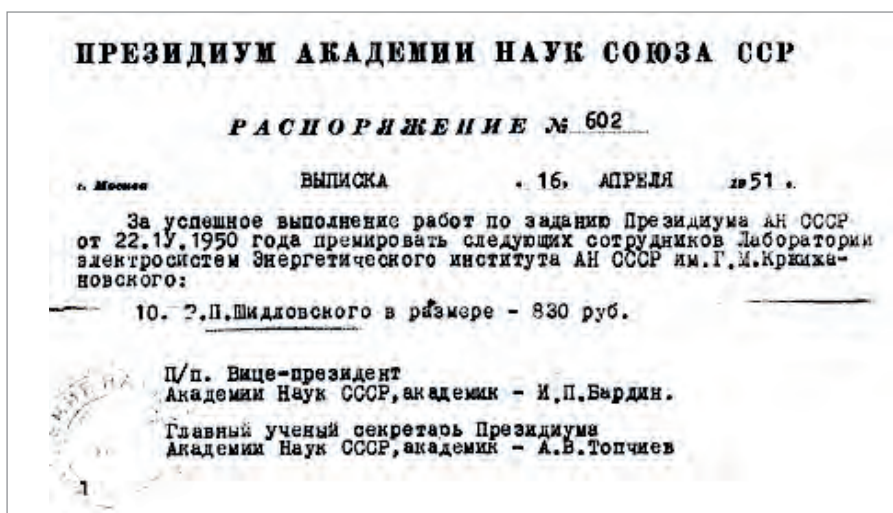 ПРЕЗИДИУМ АКАДЕМИИ НАУК СОЮЗА ССР
РАСПОРЯЖЕНИЕ № 602
г. Москва ВЫПИСКА „ 16„ АПРЕЛЯ 1951 г.
За успешное выполнение работ по заданию Президиума АН СССР
от 22.1У.1950 года премировать следующих сотрудников Лаборатории
электросистем Энергетического института АН СССР им.Г.М.Кржижа-
новского:
10. П.Шидловского в размере - 830 руб.
П/п. Вице-президент
Академии Наук СССР,академик - И.П.Бардин.
Главный ученый секретарь Президиума
Академии Наук СССР,академик - А.В.Топчиев
1